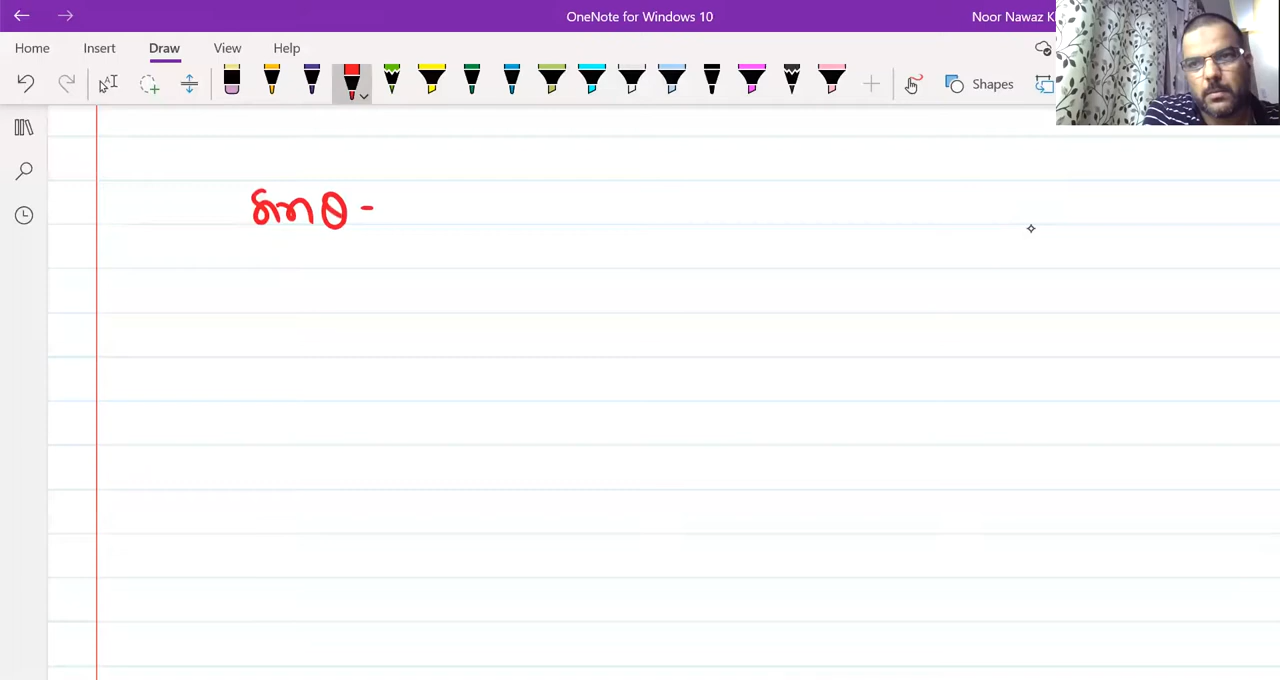 OneNote for Windows 10
Noor Nawaz K
Home Insert Draw View Help
Shapes
sinθ -